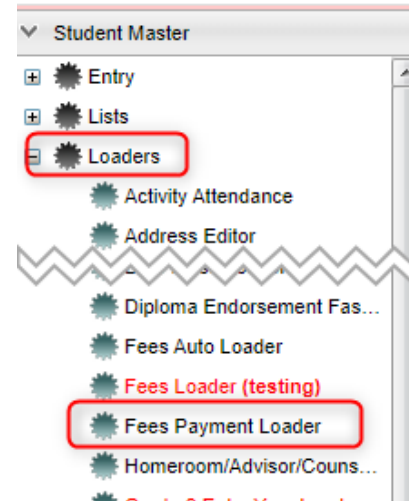 Student Master
Entry
Lists
Loaders
Activity Attendance
Address Editor
Diploma Endorsement Fas...
Fees Auto Loader
Fees Loader (testing)
Fees Payment Loader
Homeroom/Advisor/Couns...